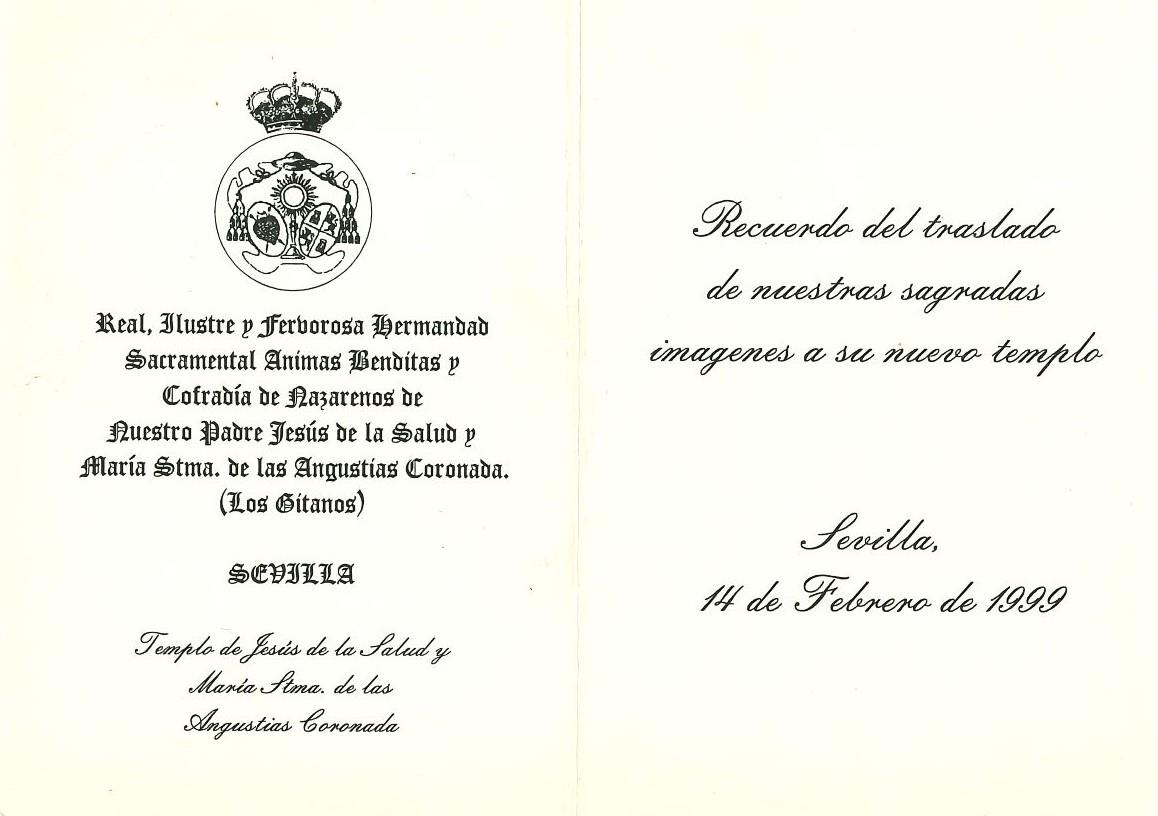 Real, Ilustre y Ferborosa Hermandad
Sacramental Animas Benditas y
Cofradía de Nazarenos de
Nuestro Padre Jesús de la Salud y
María Stma. de las Angustias Coronada.
(Los Gitanos)
SEVILLA
Templo de Jesús de la Salud y
María Stma. de las
Angustias Coronada
Recuerdo del traslado
de nuestras sagradas
imagenes a su nuevo templo
Sevilla,
14 de Febrero de 1999